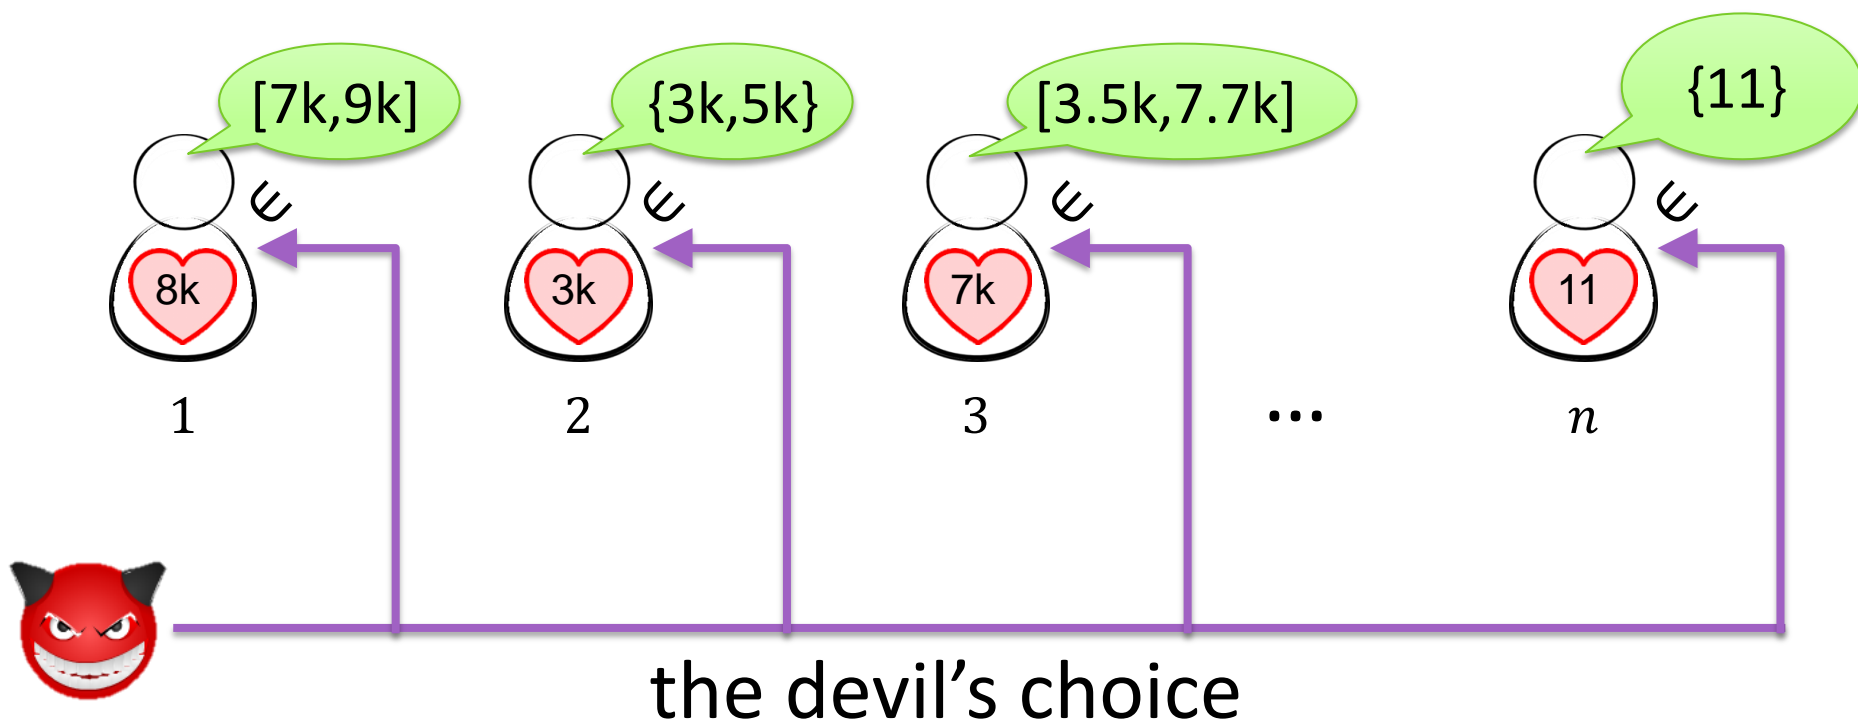 [7k,9k] {3k,5k} [3.5k,7.7k] {11}
∈ ∈ ∈ ∈
8k 3k 7k 11
1 2 3 ... n
the devil’s choice